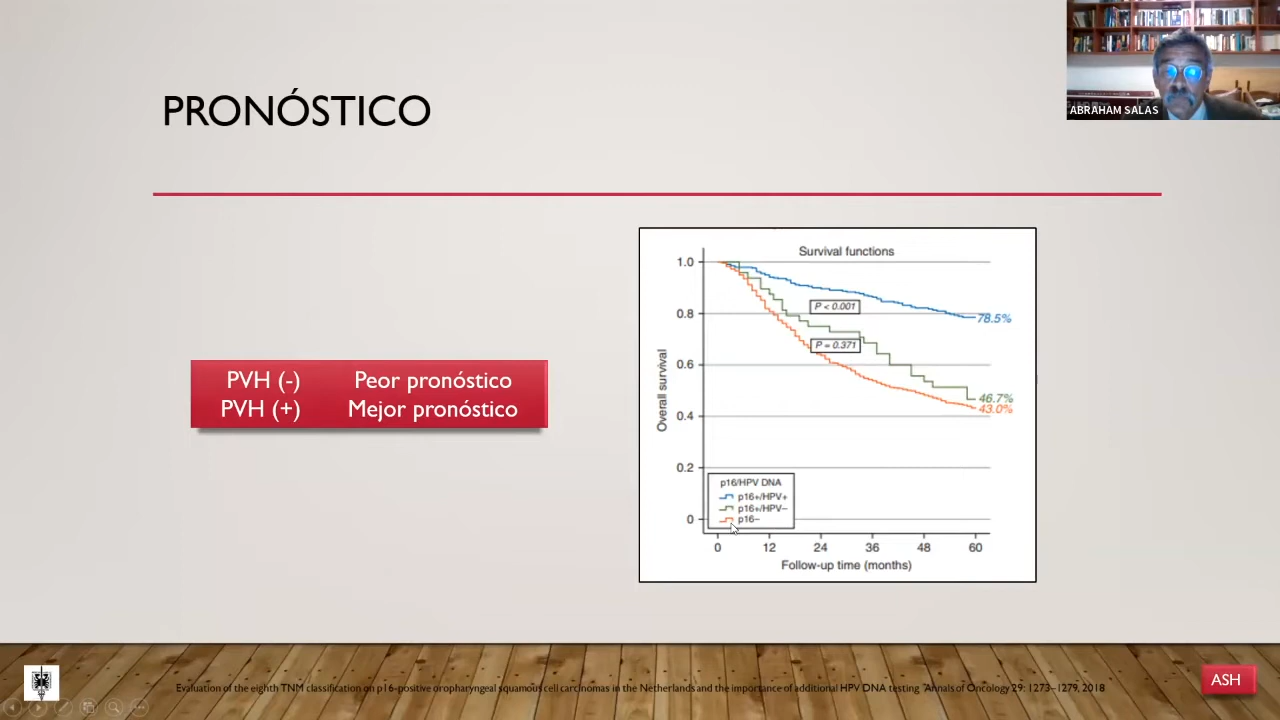 ABRAHAM SALAS
PRONÓSTICO
PVH (-) Peor pronóstico
PVH (+) Mejor pronóstico
Survival functions
1.0
0.8
0.6
0.4
0.2
0
Overall survival
P < 0.001
P = 0.371
78.5%
46.7%
43.0%
p16/HPV DNA
p16+/HPV+
p16+/HPV–
p16–
0 12 24 36 48 60
Follow-up time (months)
Evaluation of the eighth TNM classification on p16-positive oropharyngeal squamous cell carcinomas in the Netherlands and the importance of additional HPV DNA testing "Annals of Oncology 29: 1273–1279, 2018
ASH